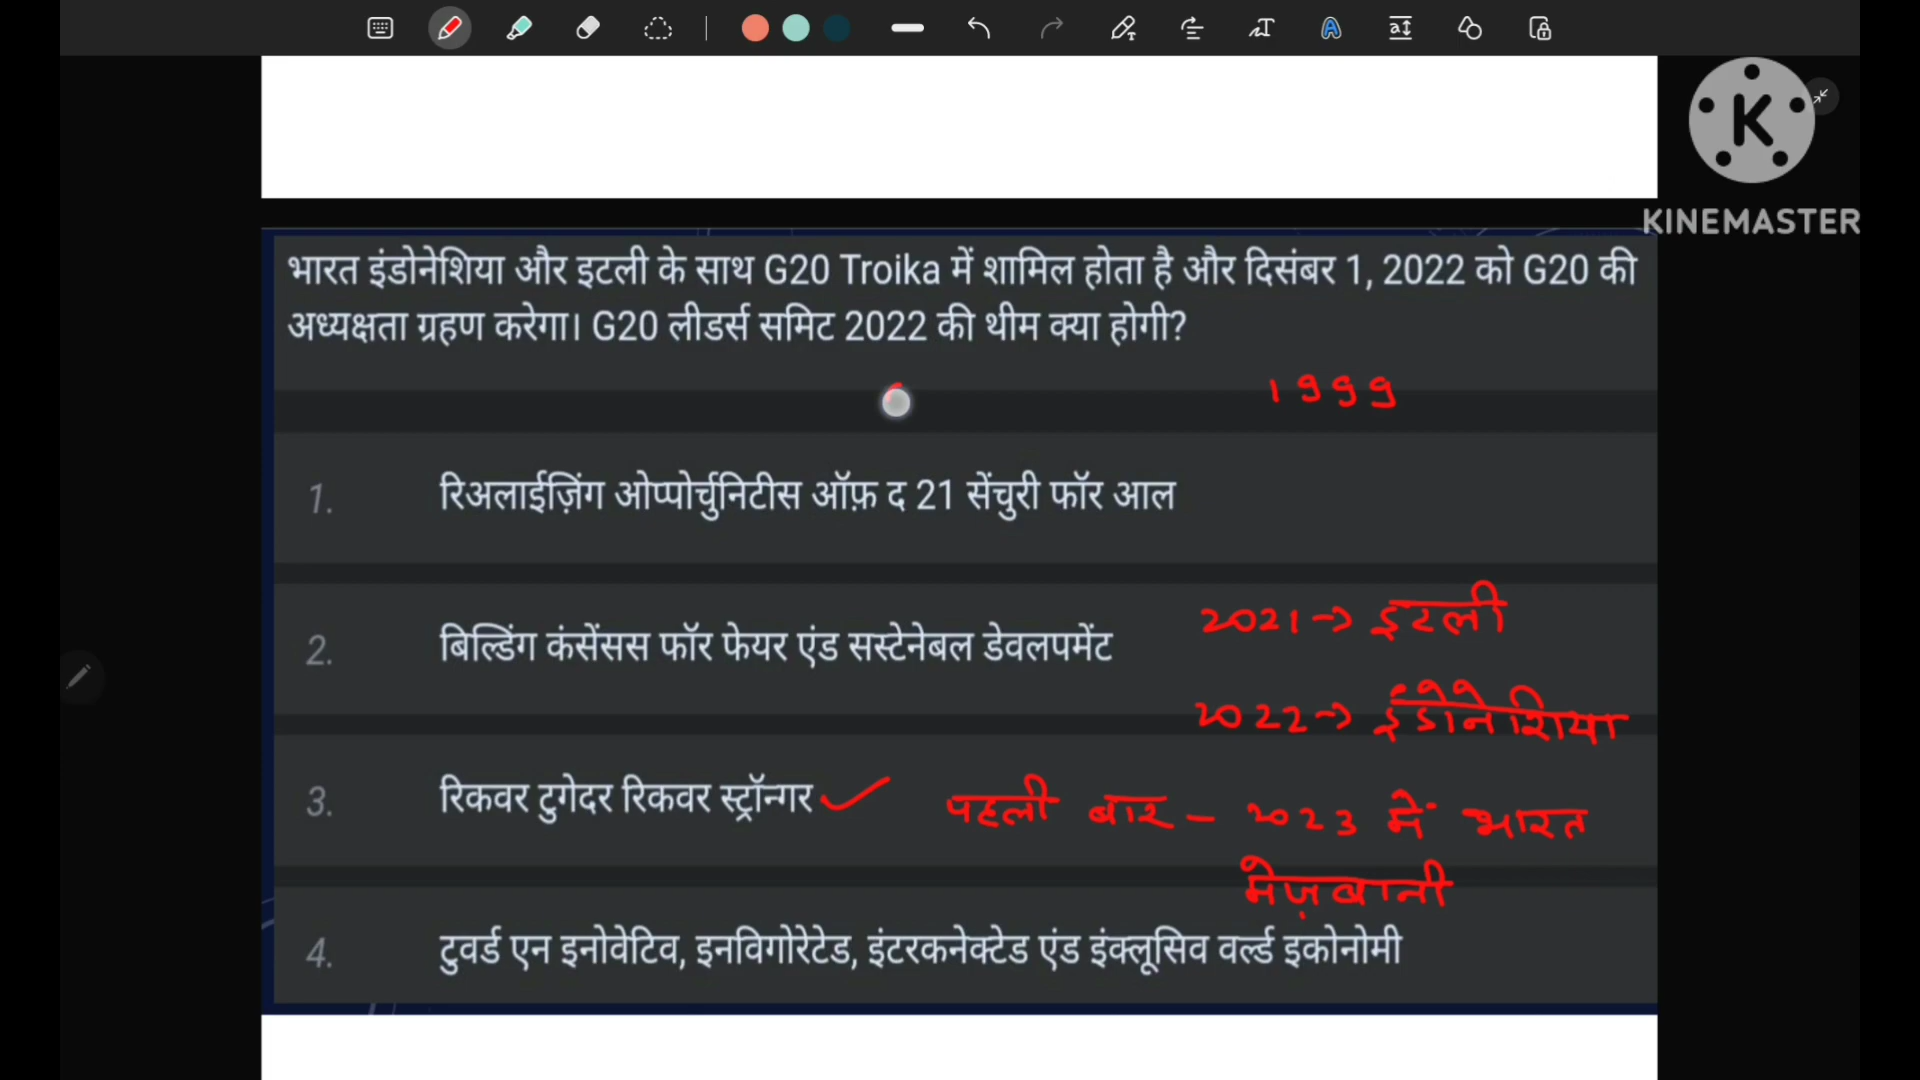 KINEMASTER
भारत इंडोनेशिया और इटली के साथ G20 Troika में शामिल होता है और दिसंबर 1, 2022 को G20 की
अध्यक्षता ग्रहण करेगा। G20 लीडर्स समिट 2022 की थीम क्या होगी?
1999
1. रिअलाईज़िंग ओप्पोर्चुनिटीस ऑफ़ द 21 सेंचुरी फॉर आल
2021→ इटली
2. बिल्डिंग कंसेंसस फॉर फेयर एंड सस्टेनेबल डेवलपमेंट
2022→ इंडोनेशिया
3. रिकवर टुगेदर रिकवर स्ट्रॉन्गर
पहली बार – 2023 में भारत
मेज़बानी
4. टुवर्ड एन इनोवेटिव, इनविगोरेटेड, इंटरकनेक्टेड एंड इंक्लूसिव वर्ल्ड इकोनोमी